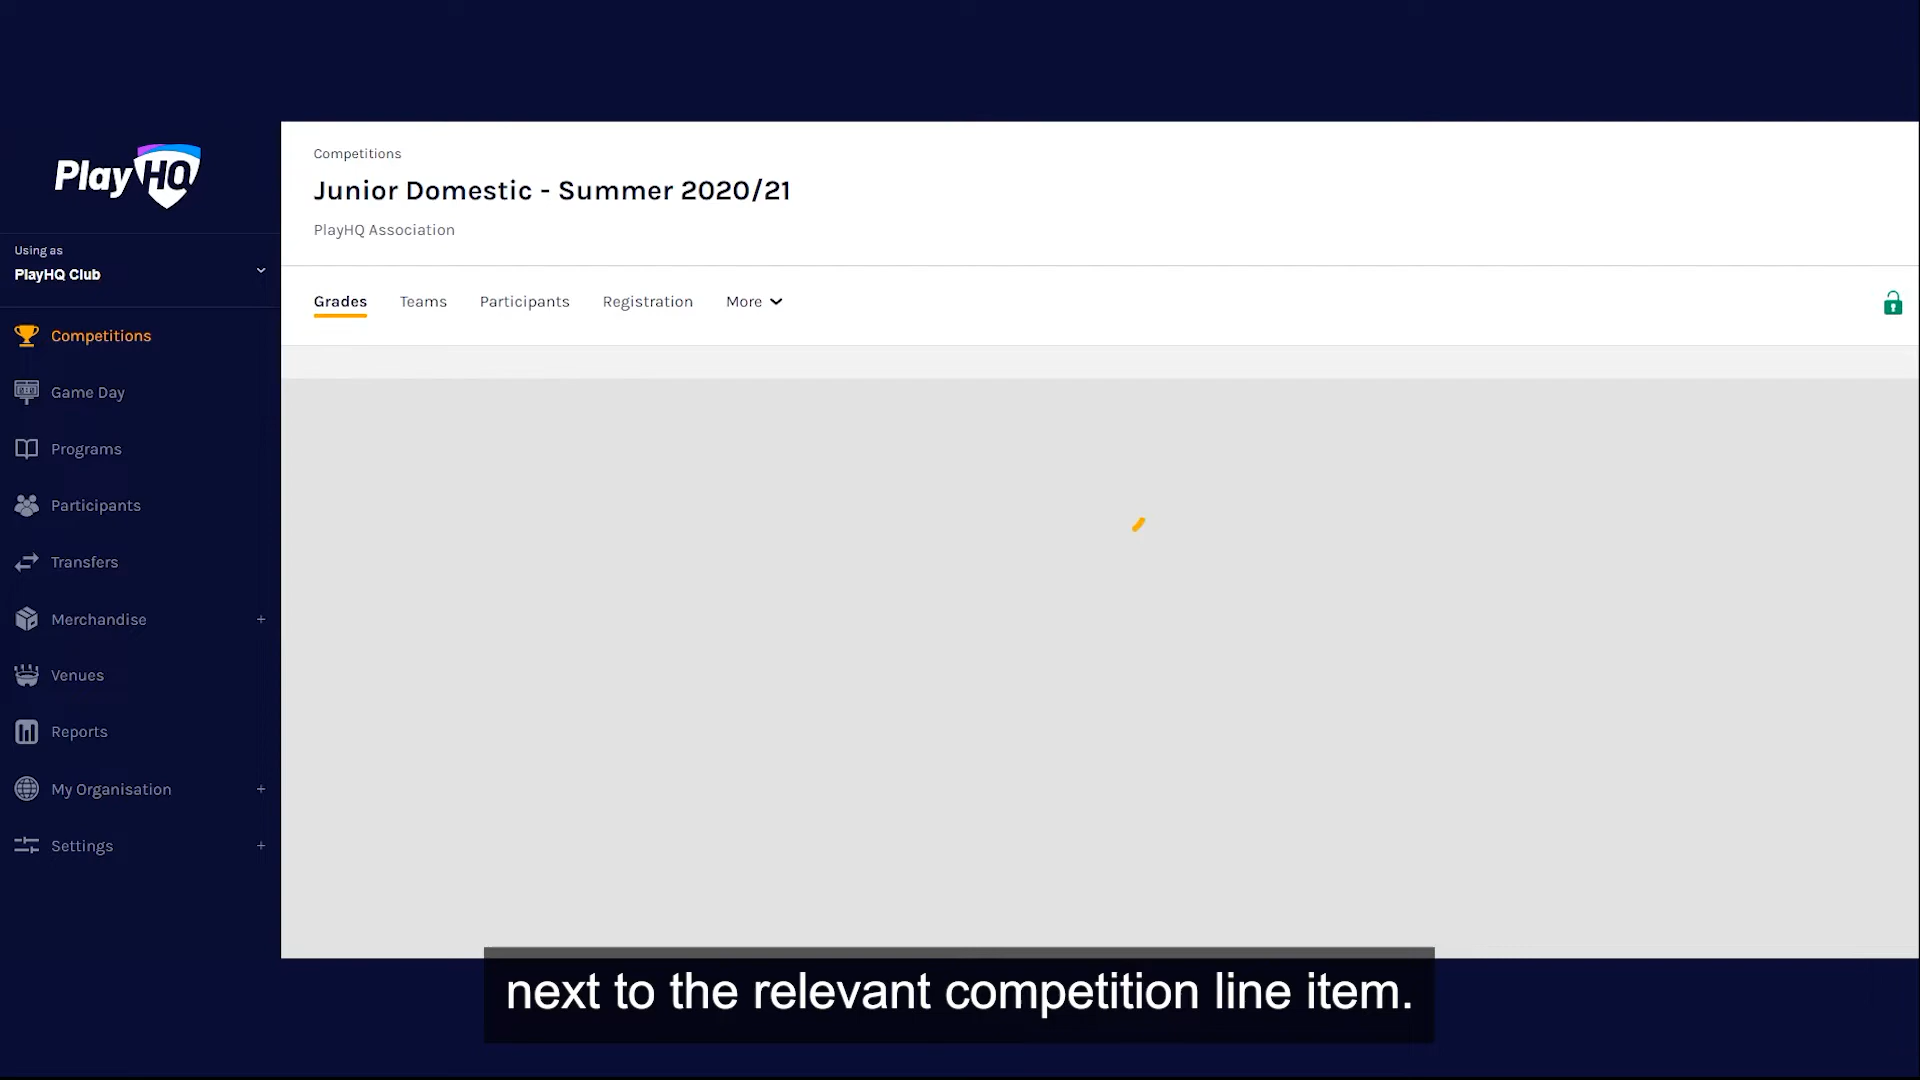 PlayHQ
Using as
PlayHQ Club
Competitions
Game Day
Programs
Participants
Transfers
Merchandise +
Venues
Reports
My Organisation +
Settings +
Competitions
Junior Domestic - Summer 2020/21
PlayHQ Association
Grades Teams Participants Registration More
next to the relevant competition line item.